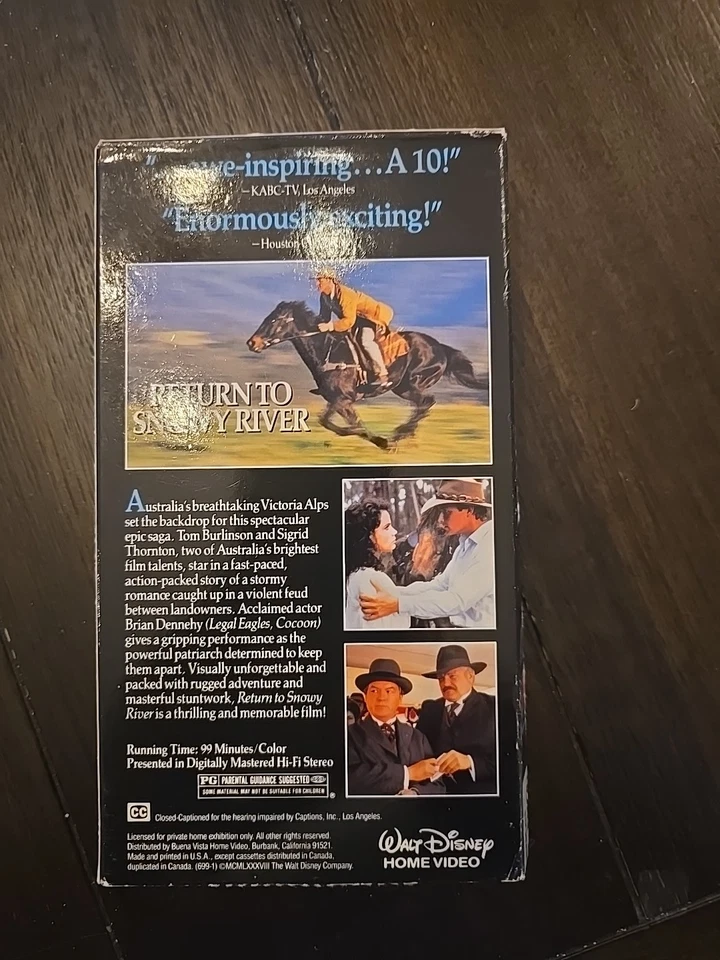 "...we-inspiring...A 10!"
—KABC-TV, Los Angeles
"Enormously exciting!"
—Houston
RETURN TO
SNOWY RIVER
Australia's breathtaking Victoria Alps
set the backdrop for this spectacular
epic saga. Tom Burlinson and Sigrid
Thornton, two of Australia's brightest
film talents, star in a fast-paced,
action-packed story of a stormy
romance caught up in a violent feud
between landowners. Acclaimed actor
Brian Dennehy (Legal Eagles, Cocoon)
gives a gripping performance as the
powerful patriarch determined to keep
them apart. Visually unforgettable and
packed with rugged adventure and
masterful stuntwork, Return to Snowy
River is a thrilling and memorable film!
Running Time: 99 Minutes/Color
Presented in Digitally Mastered Hi-Fi Stereo
PG PARENTAL GUIDANCE SUGGESTED
SOME MATERIAL MAY NOT BE SUITABLE FOR CHILDREN ®
CC Closed-Captioned for the hearing impaired by Captions, Inc., Los Angeles.
Licensed for private home exhibition only. All other rights reserved.
Distributed by Buena Vista Home Video, Burbank, California 91521.
Made and printed in U.S.A., except cassettes distributed in Canada,
duplicated in Canada. (699-1) ©MCMLXXXVIII The Walt Disney Company.
WALT DISNEY
HOME VIDEO